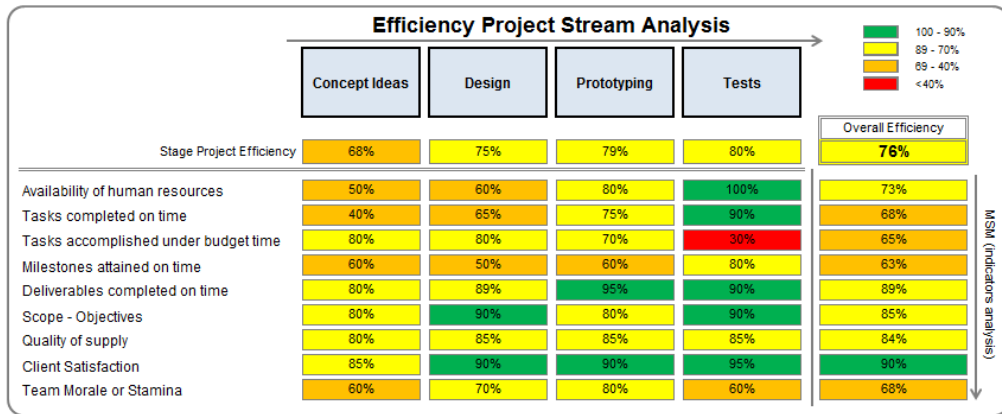 Efficiency Project Stream Analysis
100 - 90%
89 - 70%
69 - 40%
<40%
Concept Ideas Design Prototyping Tests
Overall Efficiency
Stage Project Efficiency 68% 75% 79% 80% 76%
Availability of human resources 50% 60% 80% 100% 73%
Tasks completed on time 40% 65% 75% 90% 68%
Tasks accomplished under budget time 80% 80% 70% 30% 65%
Milestones attained on time 60% 50% 60% 80% 63%
Deliverables completed on time 80% 89% 95% 90% 89%
Scope - Objectives 80% 90% 80% 90% 85%
Quality of supply 80% 85% 85% 85% 84%
Client Satisfaction 85% 90% 90% 95% 90%
Team Morale or Stamina 60% 70% 80% 60% 68%
MSM (indicators analysis)